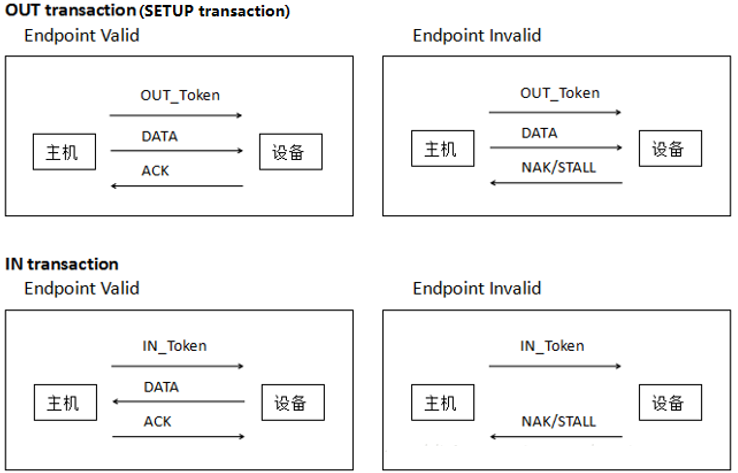 OUT transaction(SETUP transaction)
Endpoint Valid
Endpoint Invalid
OUT_Token
DATA
ACK
主机
设备
OUT_Token
DATA
NAK/STALL
主机
设备
IN transaction
Endpoint Valid
Endpoint Invalid
IN_Token
DATA
ACK
主机
设备
IN_Token
NAK/STALL
主机
设备